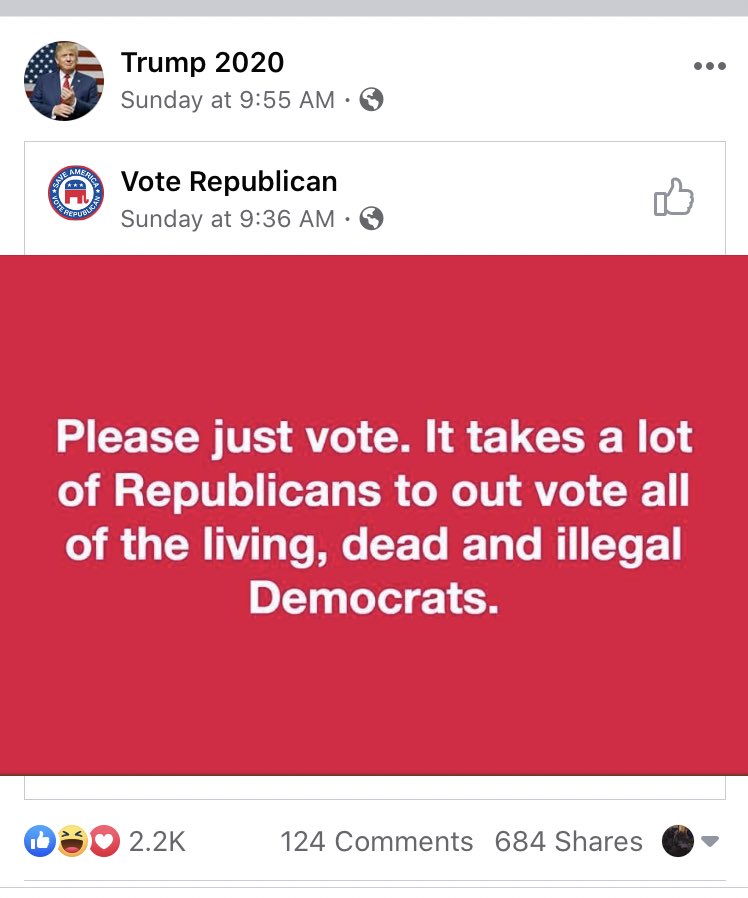 Trump 2020
Sunday at 9:55 AM ·
SAVE AMERICA
VOTE REPUBLICAN
Vote Republican
Sunday at 9:36 AM ·
Please just vote. It takes a lot
of Republicans to out vote all
of the living, dead and illegal
Democrats.
2.2K 124 Comments 684 Shares